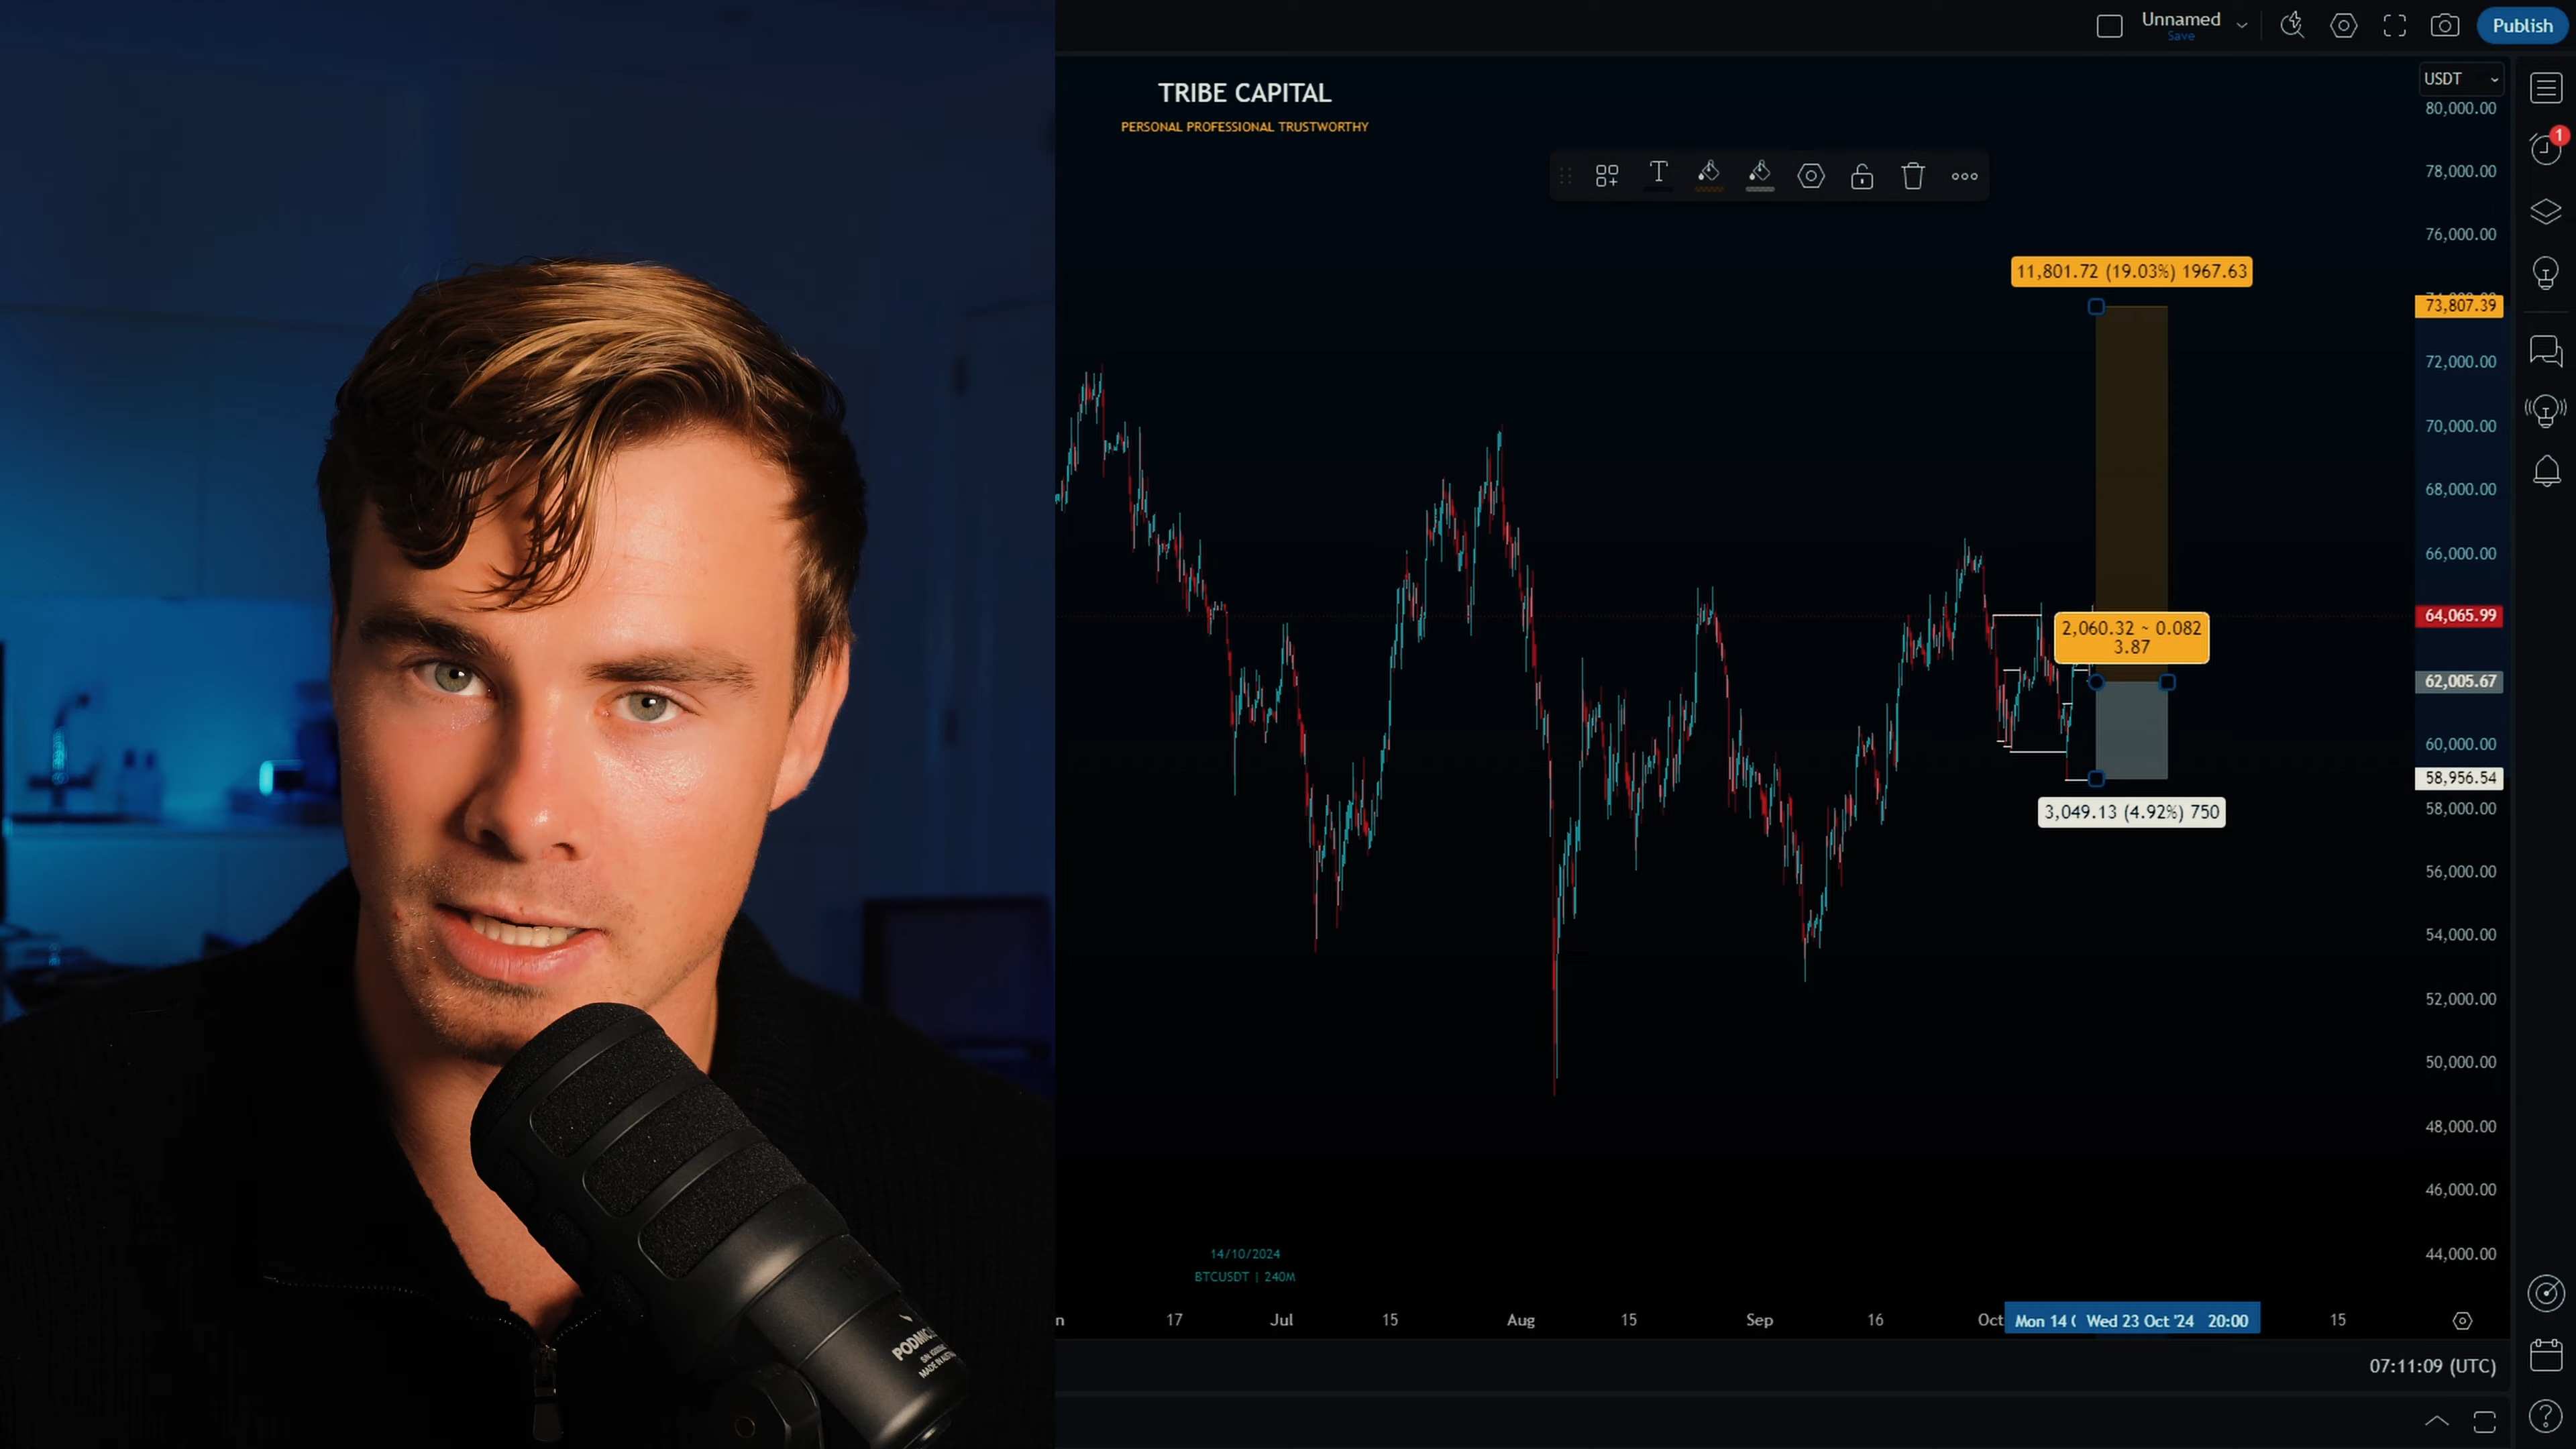 Unnamed
Save
Publish
TRIBE CAPITAL
PERSONAL PROFESSIONAL TRUSTWORTHY
USDT
80,000.00
1
78,000.00
76,000.00
11,801.72 (19.03%) 1967.63
73,807.39
72,000.00
70,000.00
68,000.00
66,000.00
64,065.99
2,060.32 ~ 0.082
3.87
62,005.67
60,000.00
58,956.54
3,049.13 (4.92%) 750
58,000.00
56,000.00
54,000.00
52,000.00
50,000.00
48,000.00
46,000.00
44,000.00
14/10/2024
BTCUSDT | 240M
17 Jul 15 Aug 15 Sep 16 Oct Mon 14 Wed 23 Oct '24 20:00 15
07:11:09 (UTC)
MADE IN